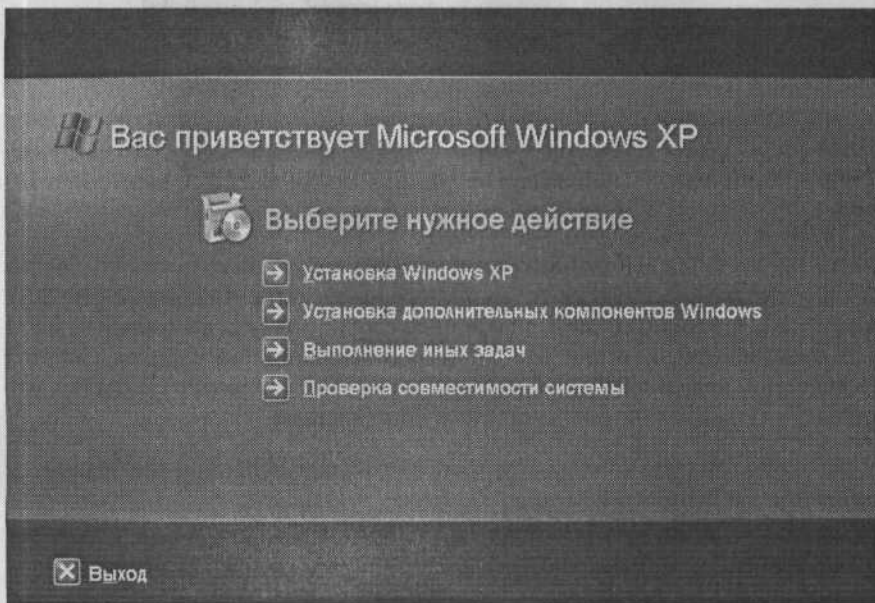 Вас приветствует Microsoft Windows XP
Выберите нужное действие
Установка Windows XP
Установка дополнительных компонентов Windows
Выполнение иных задач
Проверка совместимости системы
Выход